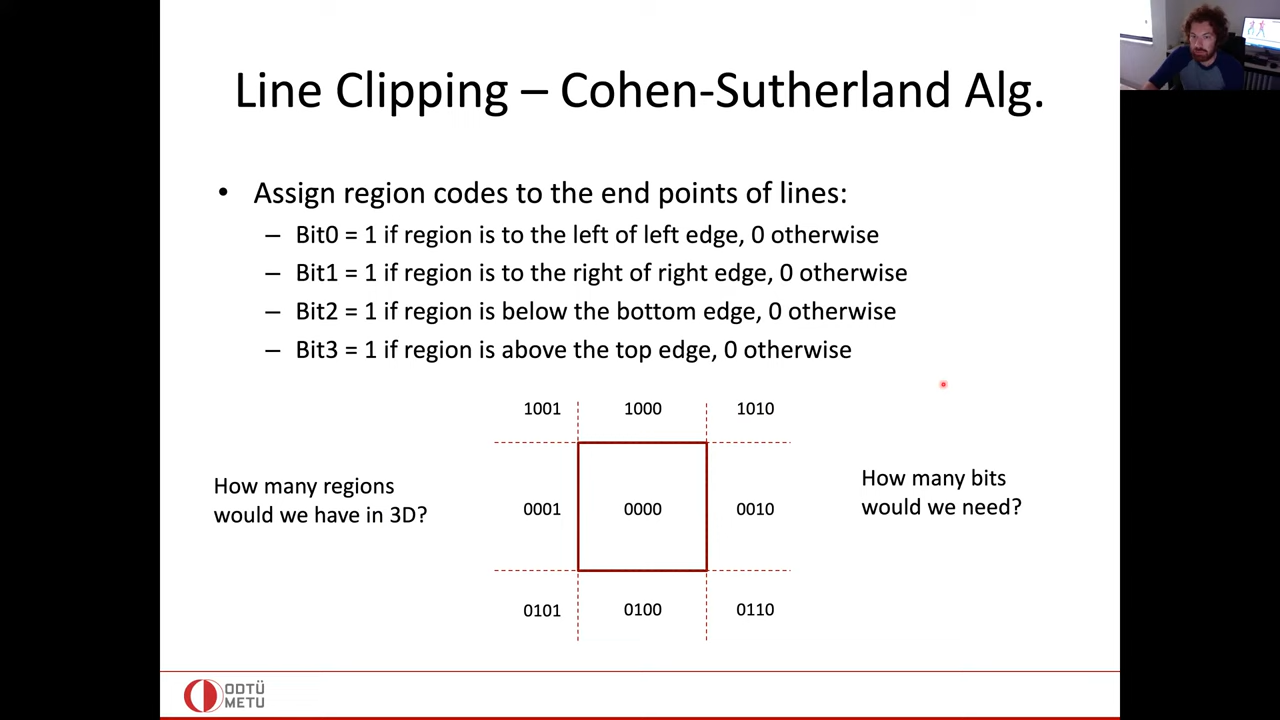 Line Clipping – Cohen-Sutherland Alg.
• Assign region codes to the end points of lines:
– Bit0 = 1 if region is to the left of left edge, 0 otherwise
– Bit1 = 1 if region is to the right of right edge, 0 otherwise
– Bit2 = 1 if region is below the bottom edge, 0 otherwise
– Bit3 = 1 if region is above the top edge, 0 otherwise
1001 1000 1010
How many regions
would we have in 3D?
0001 0000 0010
How many bits
would we need?
0101 0100 0110
ODTÜ
METU